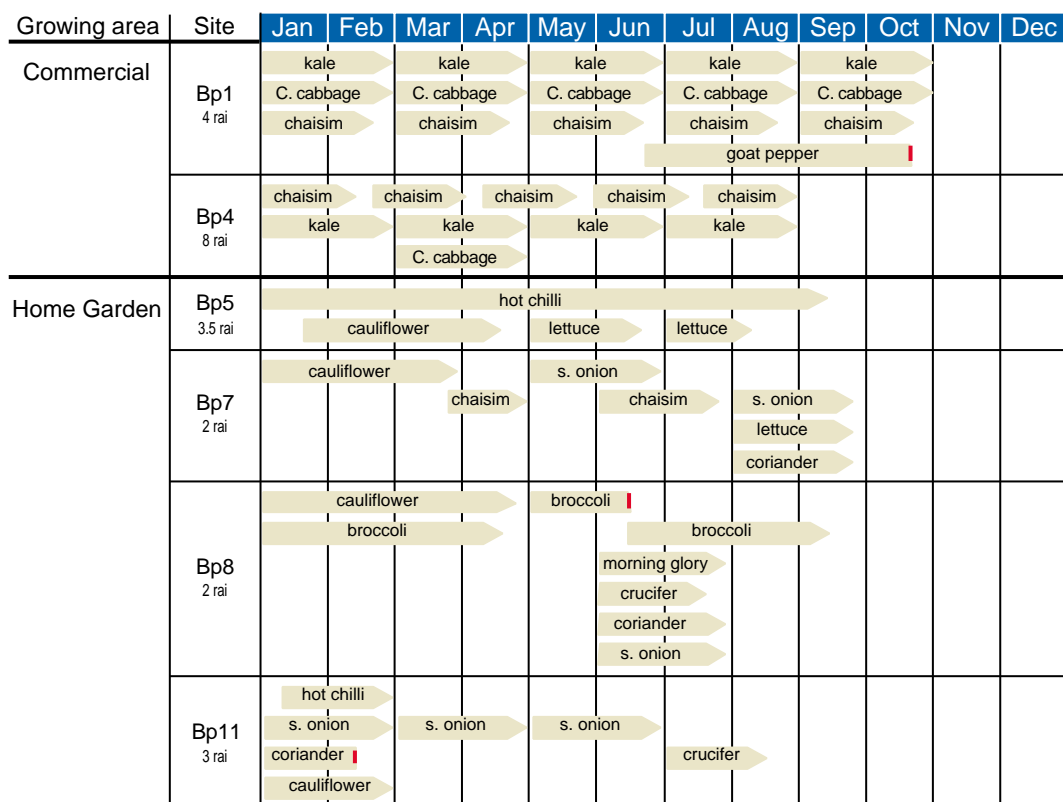 Growing area Site Jan Feb Mar Apr May Jun Jul Aug Sep Oct Nov Dec
Commercial
Bp1
4 rai
kale kale kale kale kale
C. cabbage C. cabbage C. cabbage C. cabbage C. cabbage
chaisim chaisim chaisim chaisim chaisim
goat pepper
Bp4
8 rai
chaisim chaisim chaisim chaisim chaisim
kale kale kale kale
C. cabbage
Home Garden
Bp5
3.5 rai
hot chilli
cauliflower lettuce lettuce
Bp7
2 rai
cauliflower s. onion
chaisim chaisim s. onion
lettuce
coriander
Bp8
2 rai
cauliflower broccoli
broccoli broccoli
morning glory
crucifer
coriander
s. onion
Bp11
3 rai
hot chilli
s. onion s. onion s. onion
coriander crucifer
cauliflower